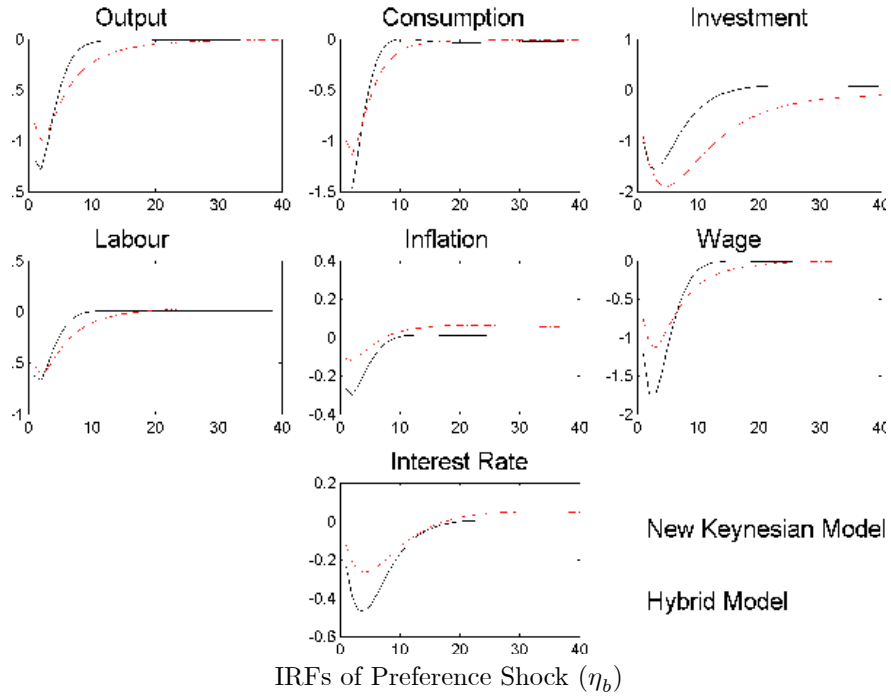 Output Consumption Investment
0 .5 -1 .5 0 10 20 30 40
0 -0.5 -1 -1.5 0 10 20 30 40
1 0 -1 -2 0 10 20 30 40
Labour Inflation Wage
.5 0 .5 -1 0 10 20 30 40
0.4 0.2 0 -0.2 -0.4 0 10 20 30 40
0 -0.5 -1 -1.5 -2 0 10 20 30 40
Interest Rate
0.2 0 -0.2 -0.4 -0.6 0 10 20 30 40
New Keynesian Model
Hybrid Model
IRFs of Preference Shock (η_b)